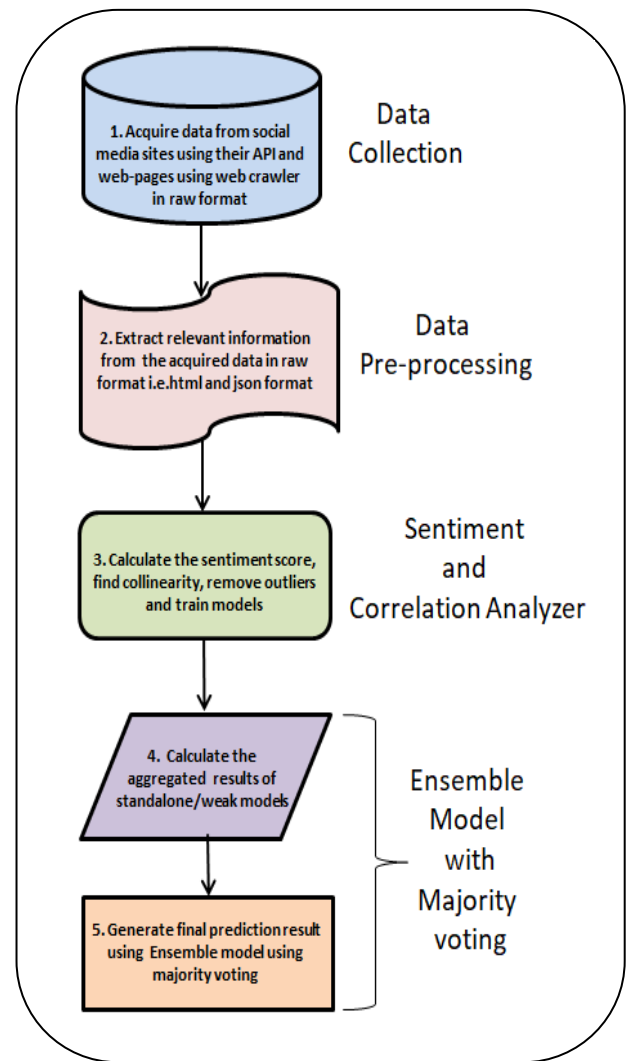 1. Acquire data from social
media sites using their API and
web-pages using web crawler
in raw format
Data
Collection
2. Extract relevant information
from the acquired data in raw
format i.e.html and json format
Data
Pre-processing
3. Calculate the sentiment score,
find collinearity, remove outliers
and train models
Sentiment
and
Correlation Analyzer
4. Calculate the
aggregated results of
standalone/weak models
5. Generate final prediction result
using Ensemble model using
majority voting
Ensemble
Model
with
Majority
voting